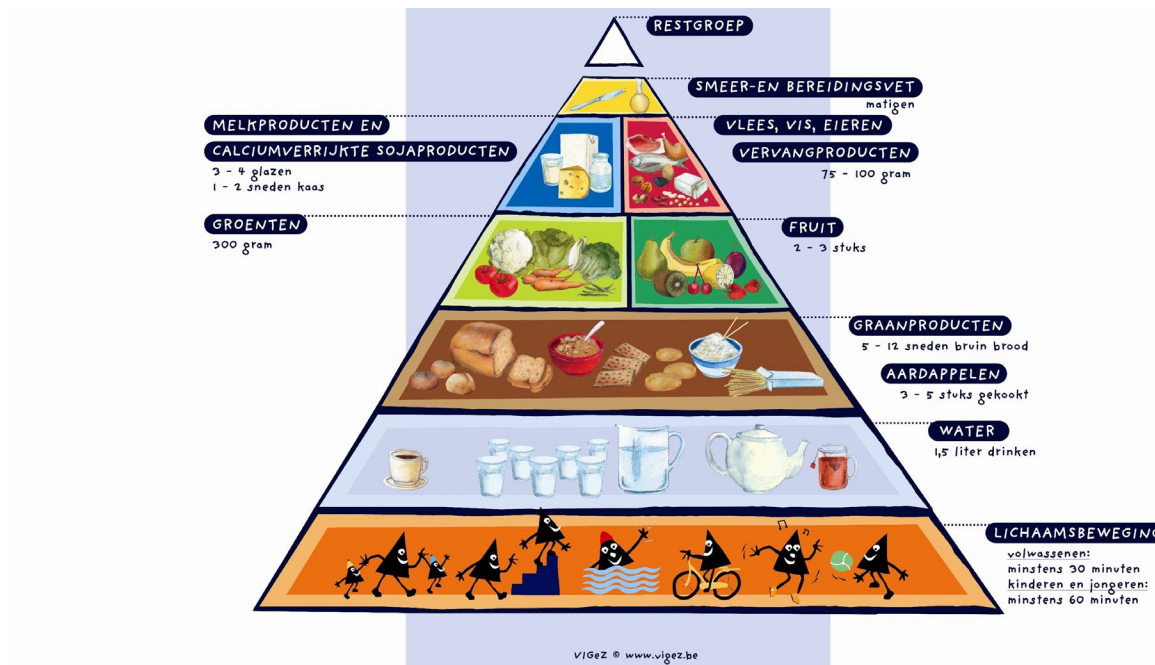 RESTGROEP
SMEER-EN BEREIDINGSVET
matigen
MELKPRODUCTEN EN
CALCIUMVERRIJKTE SOJAPRODUCTEN
3 - 4 glazen
1 - 2 sneden kaas
VLEES, VIS, EIEREN
VERVANGPRODUCTEN
75 - 100 gram
GROENTEN
300 gram
FRUIT
2 - 3 stuks
GRAANPRODUCTEN
5 - 12 sneden bruin brood
AARDAPPELEN
3 - 5 stuks gekookt
WATER
1,5 liter drinken
LICHAAMSBEWEGING
volwassenen:
minstens 30 minuten
kinderen en jongeren:
minstens 60 minuten
VIGeZ © www.vigez.be